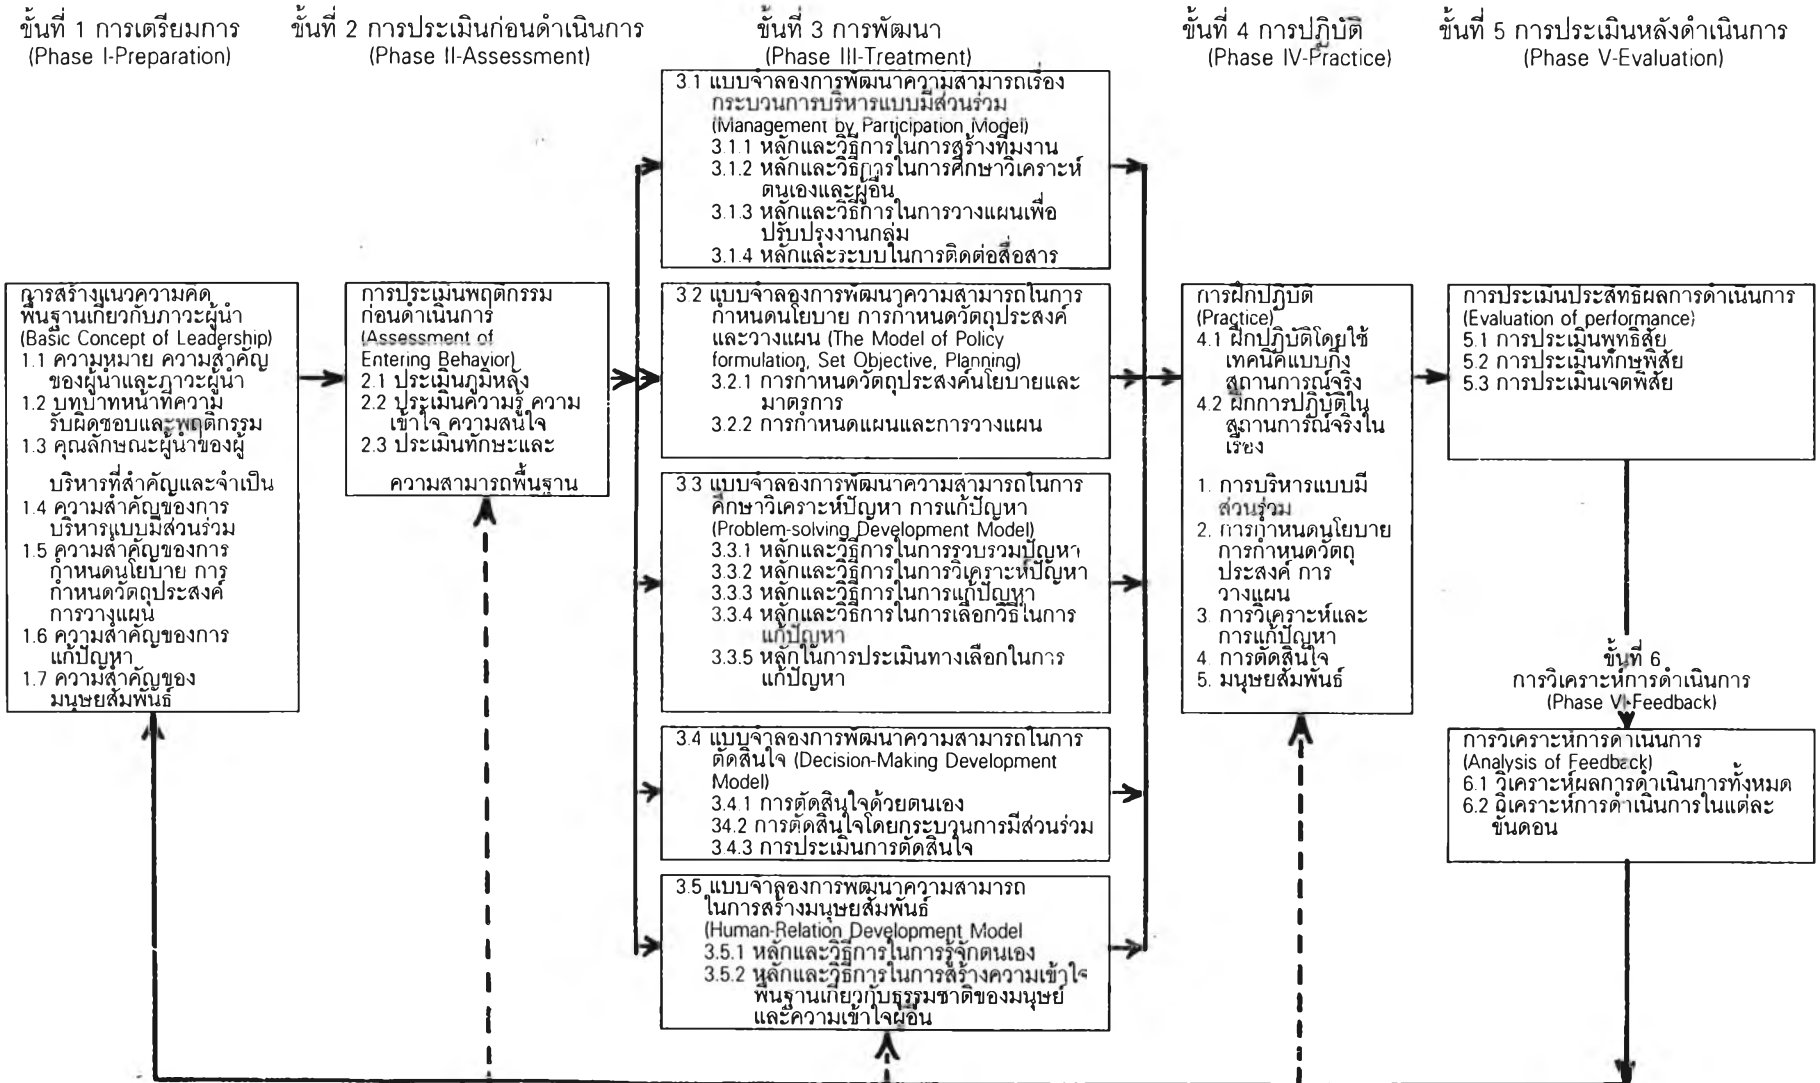 ขั้นที่ 1 การเตรียมการ
(Phase I-Preparation)
ขั้นที่ 2 การประเมินก่อนดำเนินการ
(Phase II-Assessment)
ขั้นที่ 3 การพัฒนา
(Phase III-Treatment)
ขั้นที่ 4 การปฏิบัติ
(Phase IV-Practice)
ขั้นที่ 5 การประเมินหลังดำเนินการ
(Phase V-Evaluation)
การสร้างแนวความคิด
พื้นฐานเกี่ยวกับภาวะผู้นำ
(Basic Concept of Leadership)
1.1 ความหมาย ความสำคัญ
ของผู้นำและภาวะผู้นำ
1.2 บทบาทหน้าที่ความ
รับผิดชอบและพฤติกรรม
1.3 คุณลักษณะผู้นำของผู้
บริหารที่สำคัญและจำเป็น
1.4 ความสำคัญของการ
บริหารแบบมีส่วนร่วม
1.5 ความสำคัญของการ
กำหนดนโยบาย การ
กำหนดวัตถุประสงค์
การวางแผน
1.6 ความสำคัญของการ
แก้ปัญหา
1.7 ความสำคัญของ
มนุษยสัมพันธ์
การประเมินพฤติกรรม
ก่อนดำเนินการ
(Assessment of
Entering Behavior)
2.1 ประเมินภูมิหลัง
2.2 ประเมินความรู้ ความ
เข้าใจ ความสนใจ
2.3 ประเมินทักษะและ
ความสามารถพื้นฐาน
3.1 แบบจำลองการพัฒนาความสามารถเรื่อง
กระบวนการบริหารแบบมีส่วนร่วม
(Management by Participation Model)
3.1.1 หลักและวิธีการในการสร้างทีมงาน
3.1.2 หลักและวิธีการในการศึกษาวิเคราะห์
ตนเองและผู้อื่น
3.1.3 หลักและวิธีการในการวางแผนเพื่อ
ปรับปรุงงานกลุ่ม
3.1.4 หลักและระบบในการติดต่อสื่อสาร
3.2 แบบจำลองการพัฒนาความสามารถในการ
กำหนดนโยบาย การกำหนดวัตถุประสงค์
และวางแผน (The Model of Policy
formulation, Set Objective, Planning)
3.2.1 การกำหนดวัตถุประสงค์นโยบายและ
มาตรการ
3.2.2 การกำหนดแผนและการวางแผน
3.3 แบบจำลองการพัฒนาความสามารถในการ
ศึกษาวิเคราะห์ปัญหา การแก้ปัญหา
(Problem-solving Development Model)
3.3.1 หลักและวิธีการในการรวบรวมปัญหา
3.3.2 หลักและวิธีการในการวิเคราะห์ปัญหา
3.3.3 หลักและวิธีการในการแก้ปัญหา
3.3.4 หลักและวิธีการในการเลือกวิธีในการ
แก้ปัญหา
3.3.5 หลักในการประเมินทางเลือกในการ
แก้ปัญหา
3.4 แบบจำลองการพัฒนาความสามารถในการ
ตัดสินใจ (Decision-Making Development
Model)
3.4.1 การตัดสินใจด้วยตนเอง
34.2 การตัดสินใจโดยกระบวนการมีส่วนร่วม
3.4.3 การประเมินการตัดสินใจ
3.5 แบบจำลองการพัฒนาความสามารถ
ในการสร้างมนุษยสัมพันธ์
(Human-Relation Development Model
3.5.1 หลักและวิธีการในการรู้จักตนเอง
3.5.2 หลักและวิธีการในการสร้างความเข้าใจ
พื้นฐานเกี่ยวกับธรรมชาติของมนุษย์
และความเข้าใจผู้อื่น
การฝึกปฏิบัติ
(Practice)
4.1 ฝึกปฏิบัติโดยใช้
เทคนิคแบบกึ่ง
สถานการณ์จริง
4.2 ฝึกการปฏิบัติใน
สถานการณ์จริงใน
เรื่อง
1. การบริหารแบบมี
ส่วนร่วม
2. การกำหนดนโยบาย
การกำหนดวัตถุ
ประสงค์ การ
วางแผน
3. การวิเคราะห์และ
การแก้ปัญหา
4. การตัดสินใจ
5. มนุษยสัมพันธ์
การประเมินประสิทธิผลการดำเนินการ
(Evaluation of performance)
5.1 การประเมินพุทธิสัย
5.2 การประเมินทักษพิสัย
5.3 การประเมินเจตพิสัย
ขั้นที่ 6
การวิเคราะห์การดำเนินการ
(Phase VI-Feedback)
การวิเคราะห์การดำเนินการ
(Analysis of Feedback)
6.1 วิเคราะห์ผลการดำเนินการทั้งหมด
6.2 วิเคราะห์การดำเนินการในแต่ละ
ขั้นตอน